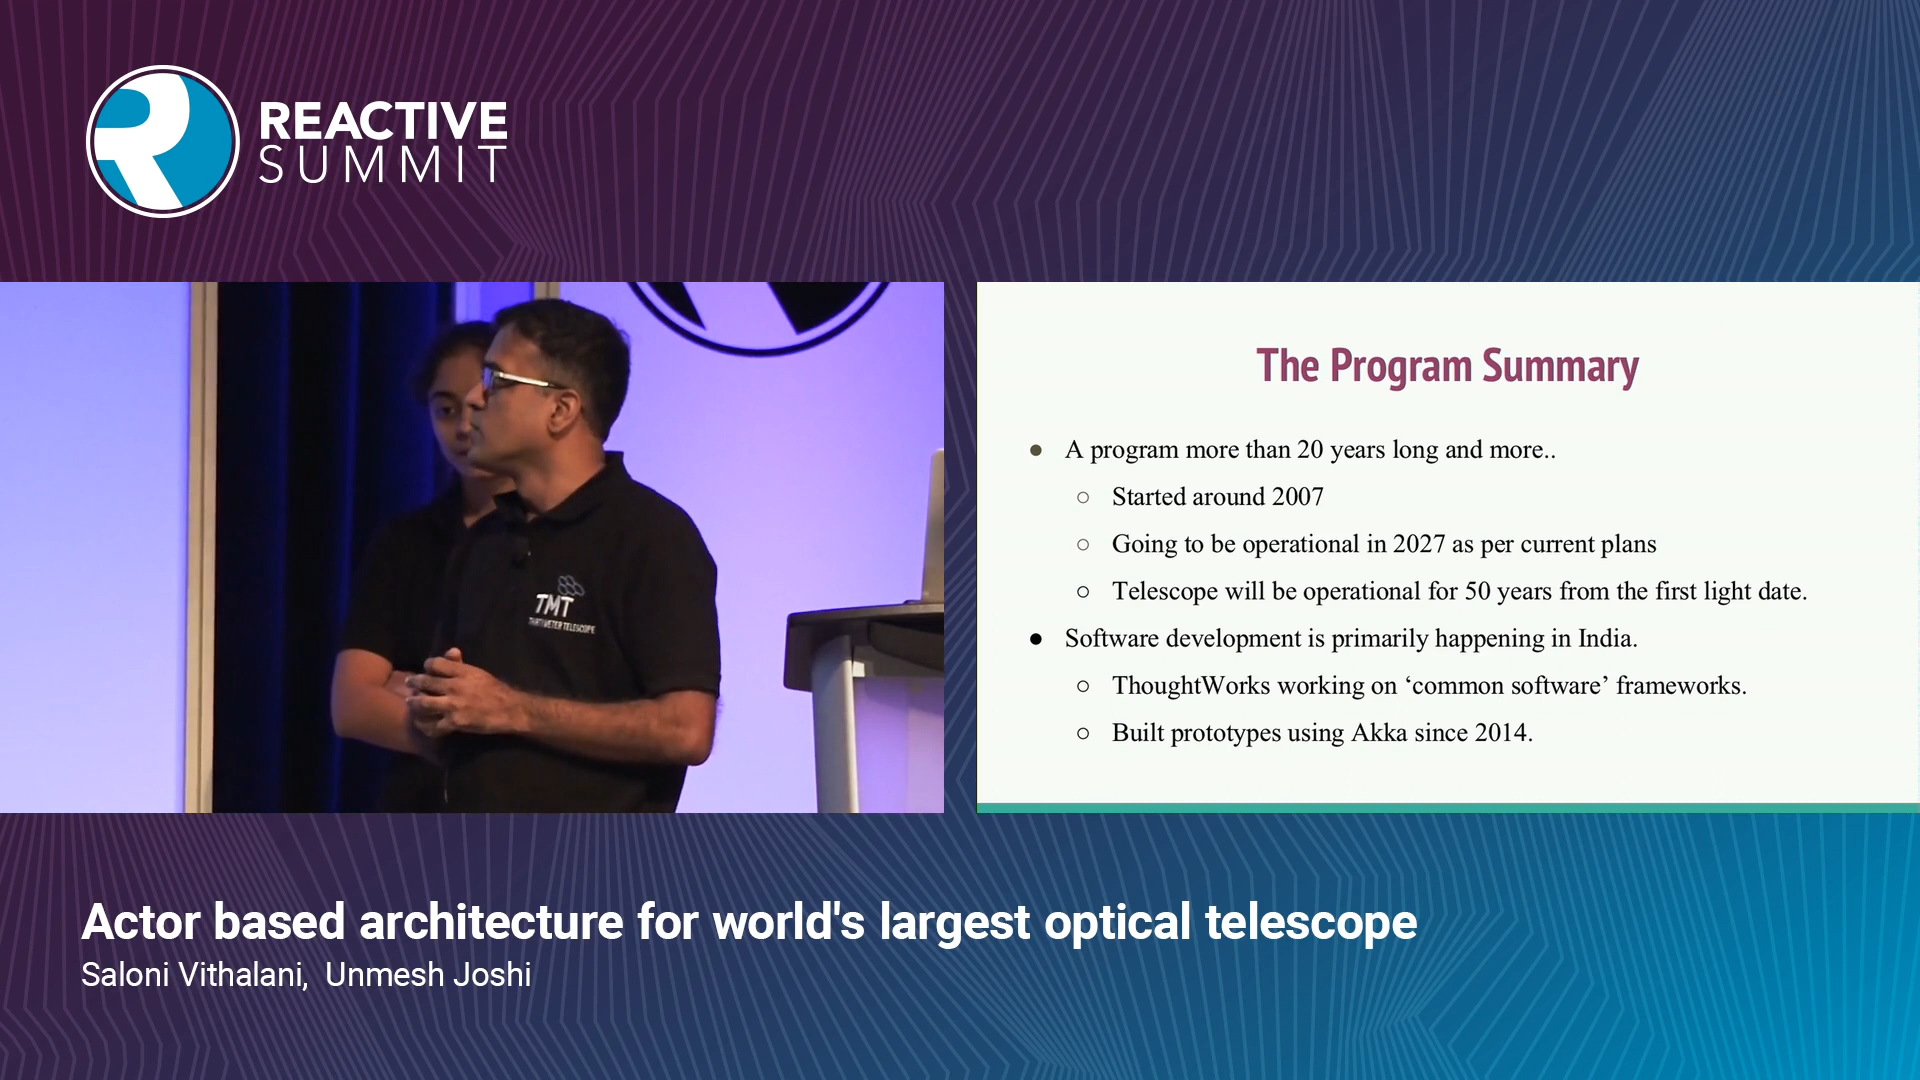 REACTIVE
SUMMIT
TMT
THIRTY METER TELESCOPE
The Program Summary
● A program more than 20 years long and more..
○ Started around 2007
○ Going to be operational in 2027 as per current plans
○ Telescope will be operational for 50 years from the first light date.
● Software development is primarily happening in India.
○ ThoughtWorks working on ‘common software’ frameworks.
○ Built prototypes using Akka since 2014.
Actor based architecture for world's largest optical telescope
Saloni Vithalani, Unmesh Joshi